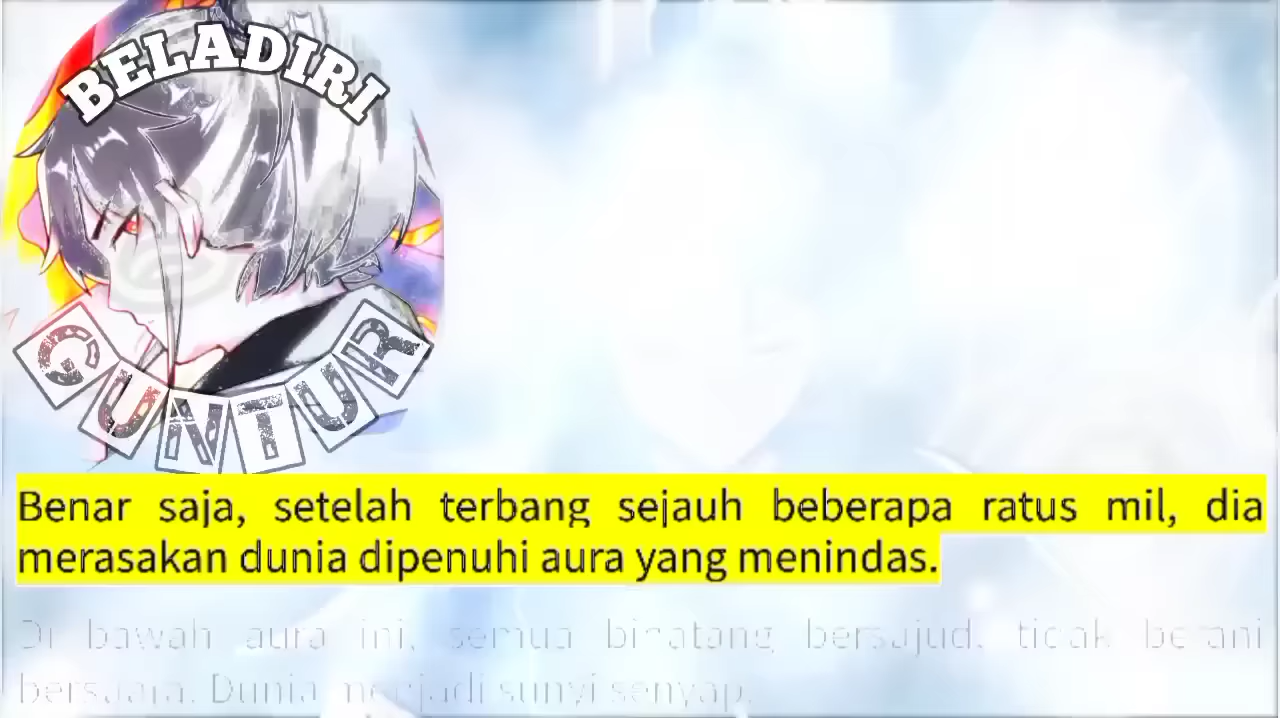 BELADIRI
GUNTUR
Benar saja, setelah terbang sejauh beberapa ratus mil, dia
merasakan dunia dipenuhi aura yang menindas.
Di bawah aura ini, semua binatang bersujud, tidak berani
bersuara. Dunia menjadi sunyi senyap.